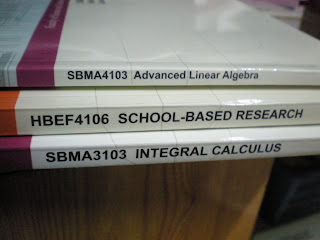 SBMA4103 Advanced Linear Algebra
HBEF4106 SCHOOL-BASED RESEARCH
SBMA3103 INTEGRAL CALCULUS